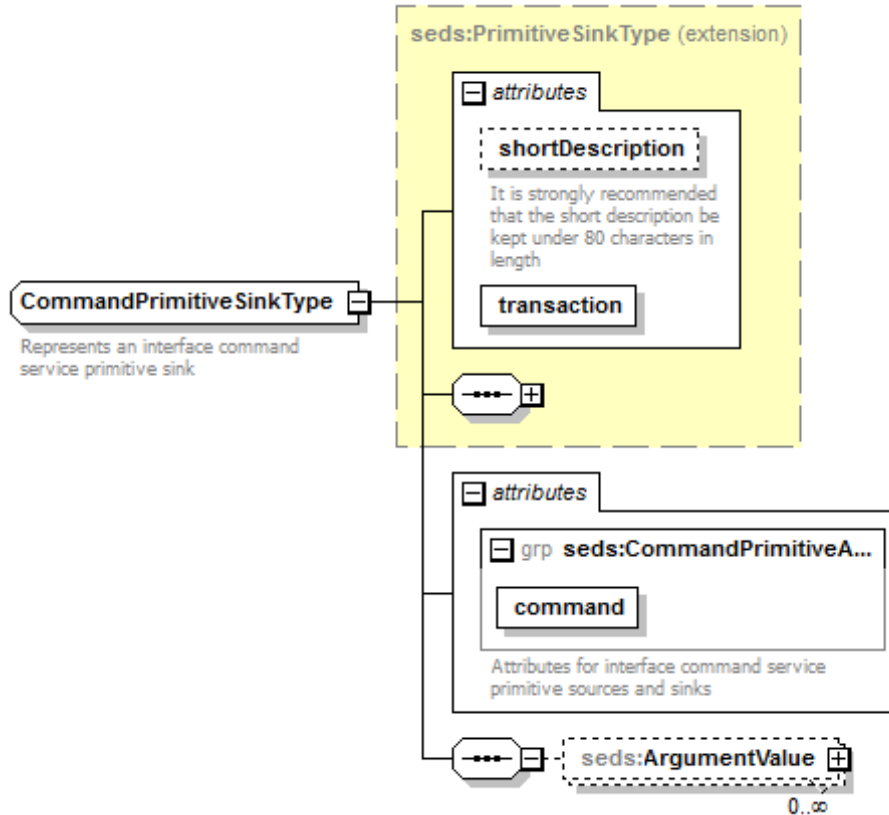 seds:PrimitiveSinkType (extension)
attributes
shortDescription
It is strongly recommended
that the short description be
kept under 80 characters in
length
transaction
CommandPrimitiveSinkType
Represents an interface command
service primitive sink
attributes
grp seds:CommandPrimitiveA...
command
Attributes for interface command service
primitive sources and sinks
seds:ArgumentValue
0..∞